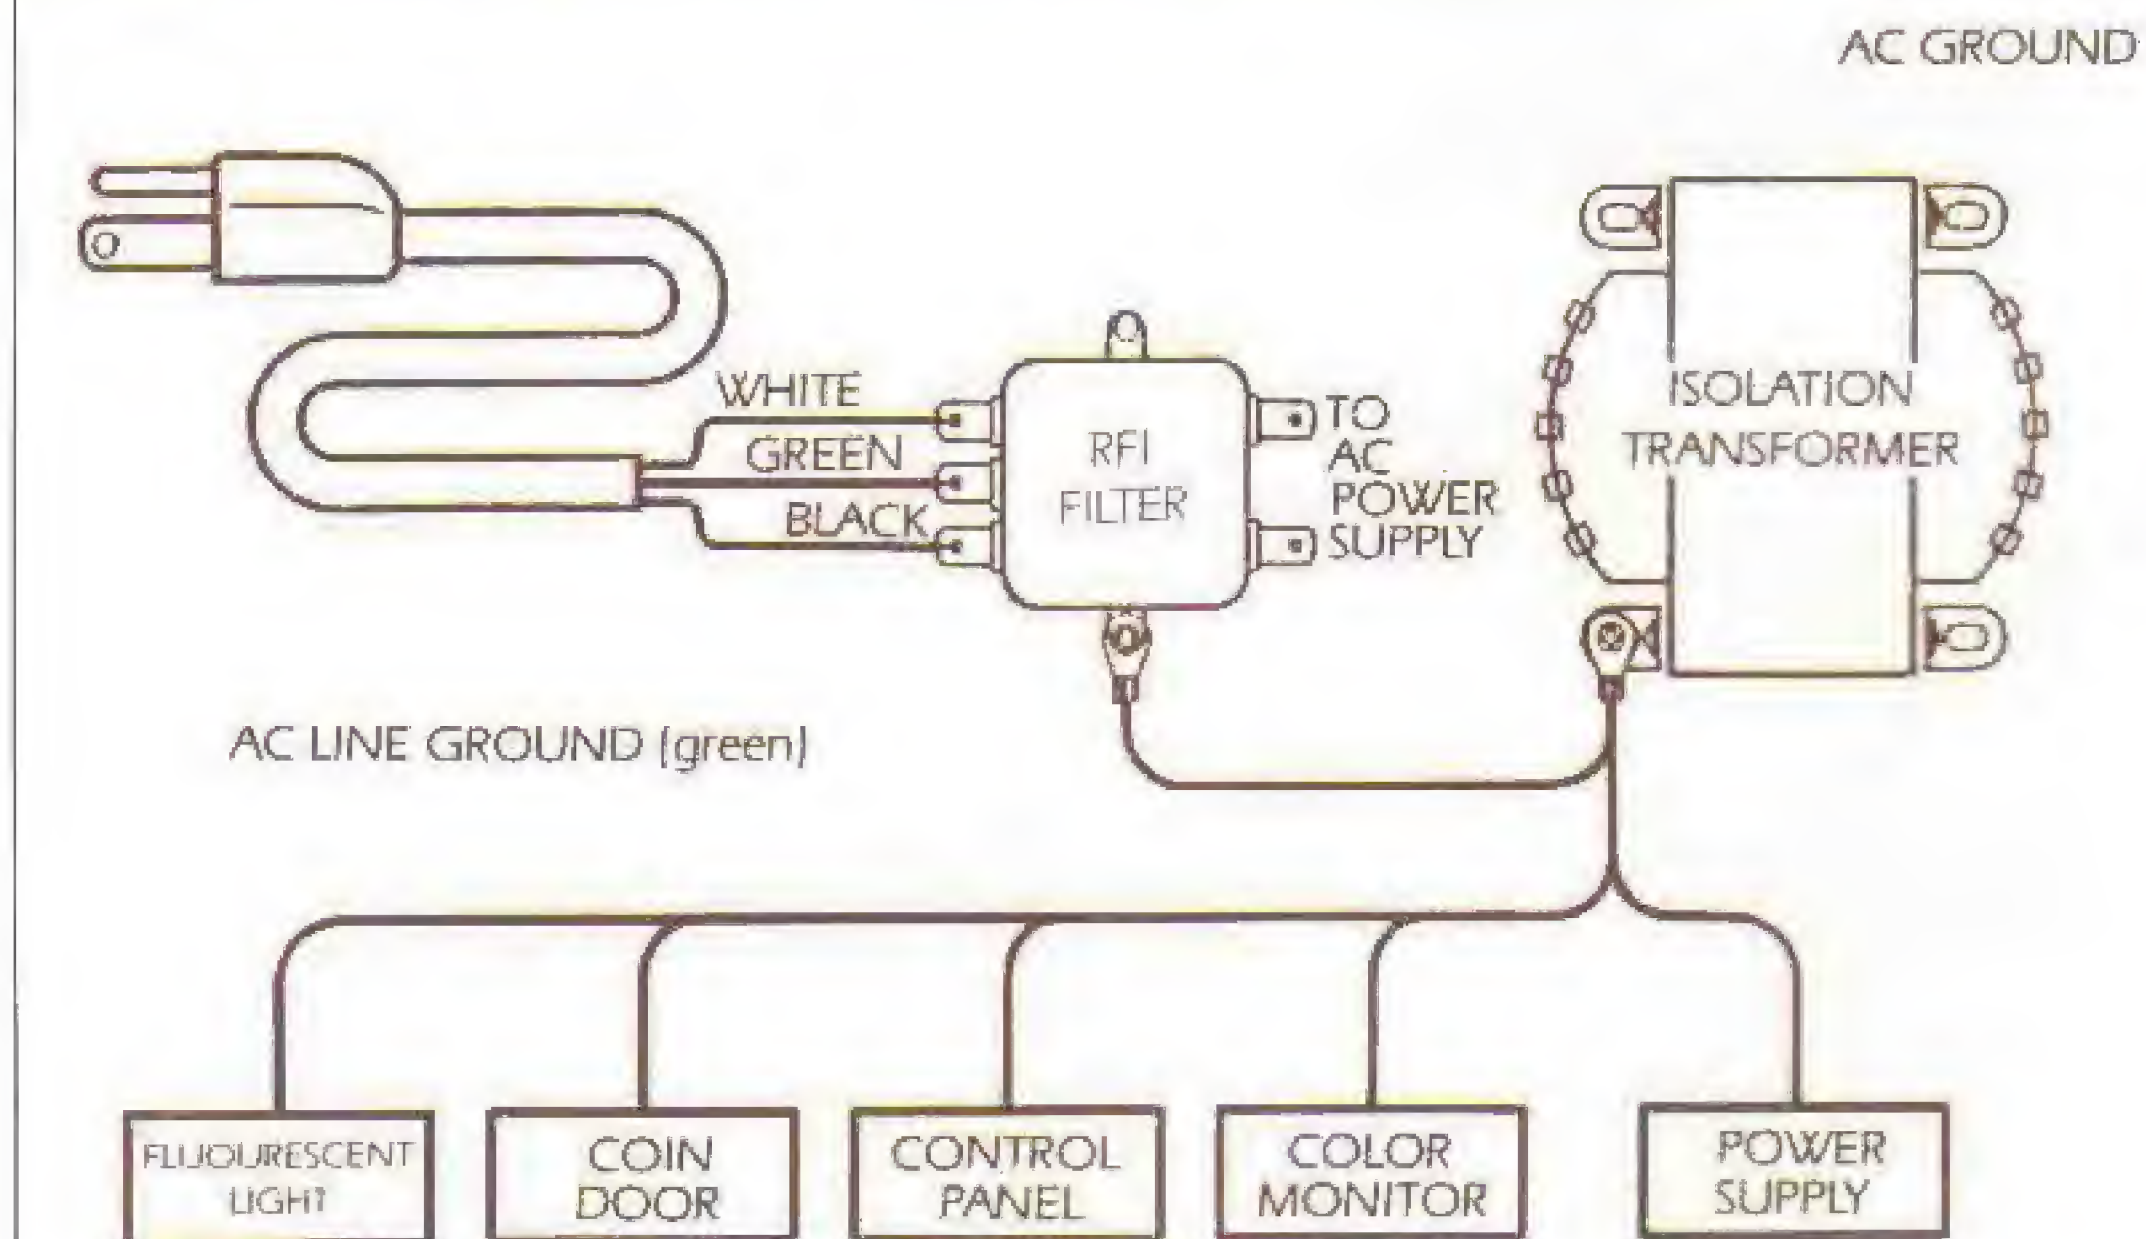 AC GROUND
WHITE
GREEN
BLACK
RFI
FILTER
TO
AC
POWER
SUPPLY
ISOLATION
TRANSFORMER
AC LINE GROUND (green)
FLUOURESCENT
LIGHT
COIN
DOOR
CONTROL
PANEL
COLOR
MONITOR
POWER
SUPPLY